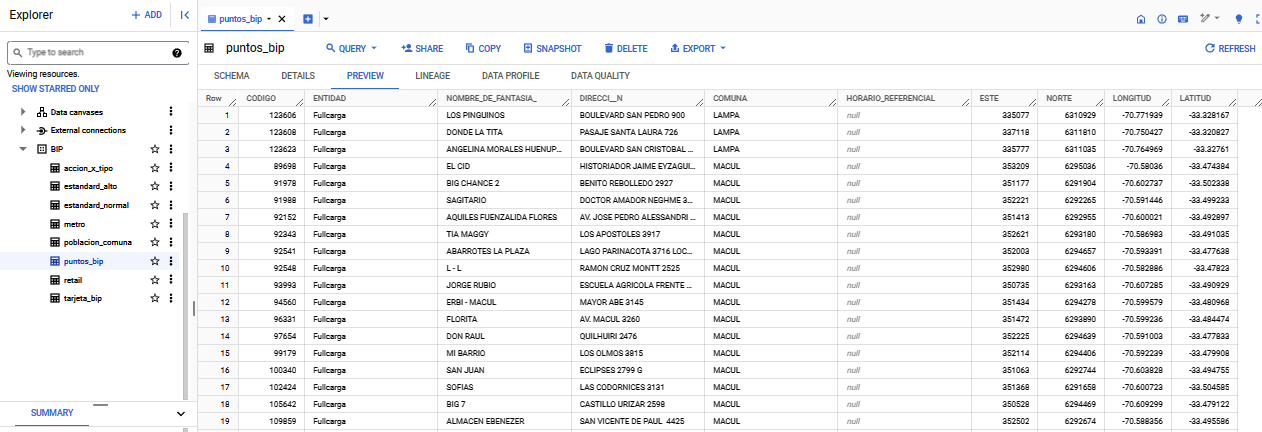 Explorer
+ ADD
puntos_bip
Type to search
Viewing resources.
SHOW STARRED ONLY
Data canvases
External connections
BIP
accion_x_tipo
estandard_alto
estandard_normal
metro
poblacion_comuna
puntos_bip
retail
tarjeta_bip
SUMMARY
puntos_bip
QUERY
SHARE
COPY
SNAPSHOT
DELETE
EXPORT
REFRESH
SCHEMA DETAILS PREVIEW LINEAGE DATA PROFILE DATA QUALITY
Row CODIGO ENTIDAD NOMBRE_DE_FANTASIA_ DIRECCI__N COMUNA HORARIO_REFERENCIAL ESTE NORTE LONGITUD LATITUD
1 123606 Fullcarga LOS PINGUINOS BOULEVARD SAN PEDRO 900 LAMPA null 335077 6310929 -70.771939 -33.328167
2 123608 Fullcarga DONDE LA TITA PASAJE SANTA LAURA 726 LAMPA null 337118 6311810 -70.750427 -33.320827
3 123623 Fullcarga ANGELINA MORALES HUENUP... BOULEVARD SAN CRISTOBAL ... LAMPA null 335777 6311035 -70.764969 -33.32761
4 89698 Fullcarga EL CID HISTORIADOR JAIME EYZAGUI... MACUL null 353209 6295036 -70.58036 -33.474384
5 91978 Fullcarga BIG CHANCE 2 BENITO REBOLLEDO 2927 MACUL null 351177 6291904 -70.602737 -33.502338
6 91988 Fullcarga SAGITARIO DOCTOR AMADOR NEGHME 3... MACUL null 352221 6292265 -70.591446 -33.499233
7 92152 Fullcarga AQUILES FUENZALIDA FLORES AV. JOSE PEDRO ALESSANDRI ... MACUL null 351413 6292955 -70.600021 -33.492897
8 92343 Fullcarga TIA MAGGY LOS APOSTOLES 3917 MACUL null 352621 6293180 -70.586983 -33.491035
9 92541 Fullcarga ABARROTES LA PLAZA LAGO PARINACOTA 3716 LOC... MACUL null 352003 6294657 -70.593391 -33.477638
10 92548 Fullcarga L - L RAMON CRUZ MONTT 2525 MACUL null 352980 6294606 -70.582886 -33.47823
11 93993 Fullcarga JORGE RUBIO ESCUELA AGRICOLA FRENTE ... MACUL null 350735 6293163 -70.607285 -33.490929
12 94560 Fullcarga ERBI - MACUL MAYOR ABE 3145 MACUL null 351434 6294278 -70.599579 -33.480968
13 96331 Fullcarga FLORITA AV. MACUL 3260 MACUL null 351472 6293890 -70.599236 -33.484474
14 97654 Fullcarga DON RAUL QUILHUIRI 2476 MACUL null 352225 6294639 -70.591003 -33.477833
15 99179 Fullcarga MI BARRIO LOS OLMOS 3815 MACUL null 352114 6294406 -70.592239 -33.479908
16 100340 Fullcarga SAN JUAN ECLIPSES 2799 G MACUL null 351063 6292744 -70.603828 -33.494755
17 102424 Fullcarga SOFIAS LAS CODORNICES 3131 MACUL null 351368 6291658 -70.600723 -33.504585
18 105642 Fullcarga BIG 7 CASTILLO URIZAR 2598 MACUL null 350528 6294469 -70.609299 -33.479122
19 109859 Fullcarga ALMACEN EBENEZER SAN VICENTE DE PAUL 4425 MACUL null 352502 6292674 -70.588356 -33.495586